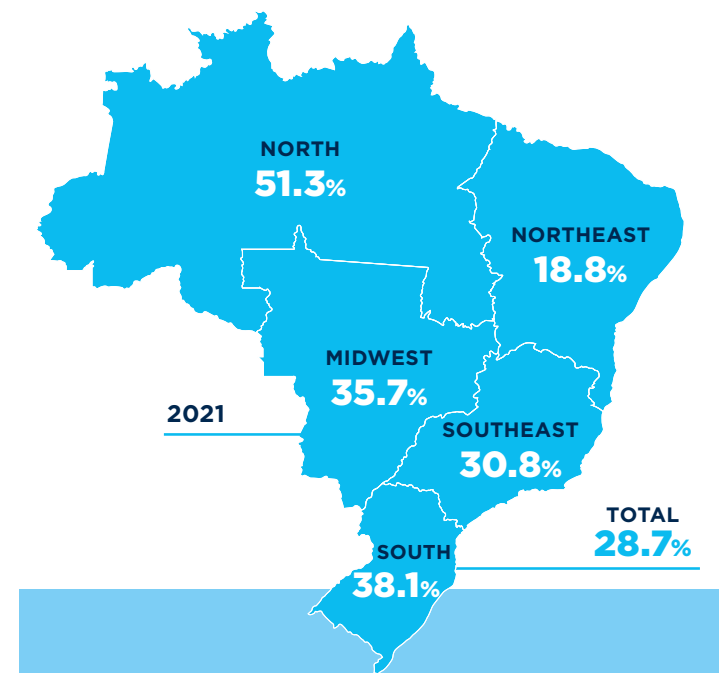 NORTH
51.3%
NORTHEAST
18.8%
MIDWEST
35.7%
2021
SOUTHEAST
30.8%
TOTAL
28.7%
SOUTH
38.1%